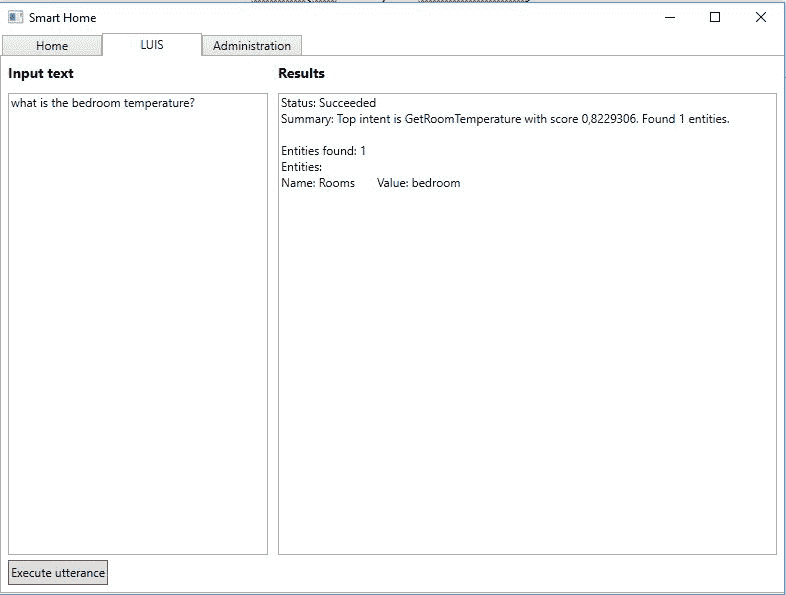 Smart Home
Home LUIS Administration
Input text
what is the bedroom temperature?
Results
Status: Succeeded
Summary: Top intent is GetRoomTemperature with score 0,8229306. Found 1 entities.
Entities found: 1
Entities:
Name: Rooms Value: bedroom
Execute utterance